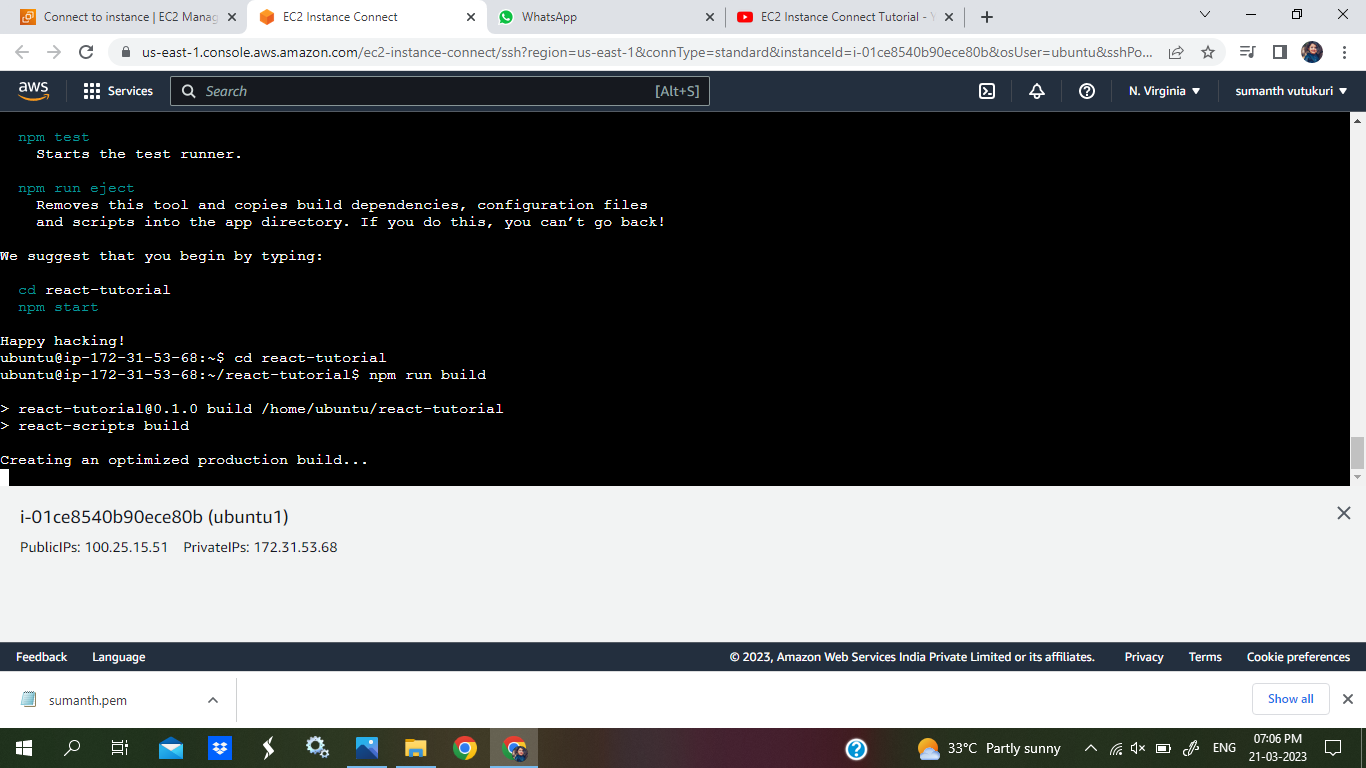 Connect to instance | EC2 Manag
EC2 Instance Connect
WhatsApp
EC2 Instance Connect Tutorial -
us-east-1.console.aws.amazon.com/ec2-instance-connect/ssh?region=us-east-1&connType=standard&instanceId=i-01ce8540b90ece80b&osUser=ubuntu&sshPo...
aws
Services
Search
[Alt+S]
N. Virginia
sumanth vutukuri
npm test
Starts the test runner.
npm run eject
Removes this tool and copies build dependencies, configuration files
and scripts into the app directory. If you do this, you can’t go back!
We suggest that you begin by typing:
cd react-tutorial
npm start
Happy hacking!
ubuntu@ip-172-31-53-68:~$ cd react-tutorial
ubuntu@ip-172-31-53-68:~/react-tutorial$ npm run build
> react-tutorial@0.1.0 build /home/ubuntu/react-tutorial
> react-scripts build
Creating an optimized production build...
i-01ce8540b90ece80b (ubuntu1)
PublicIPs: 100.25.15.51 PrivateIPs: 172.31.53.68
Feedback
Language
© 2023, Amazon Web Services India Private Limited or its affiliates.
Privacy
Terms
Cookie preferences
sumanth.pem
Show all
33°C Partly sunny
ENG
07:06 PM
21-03-2023